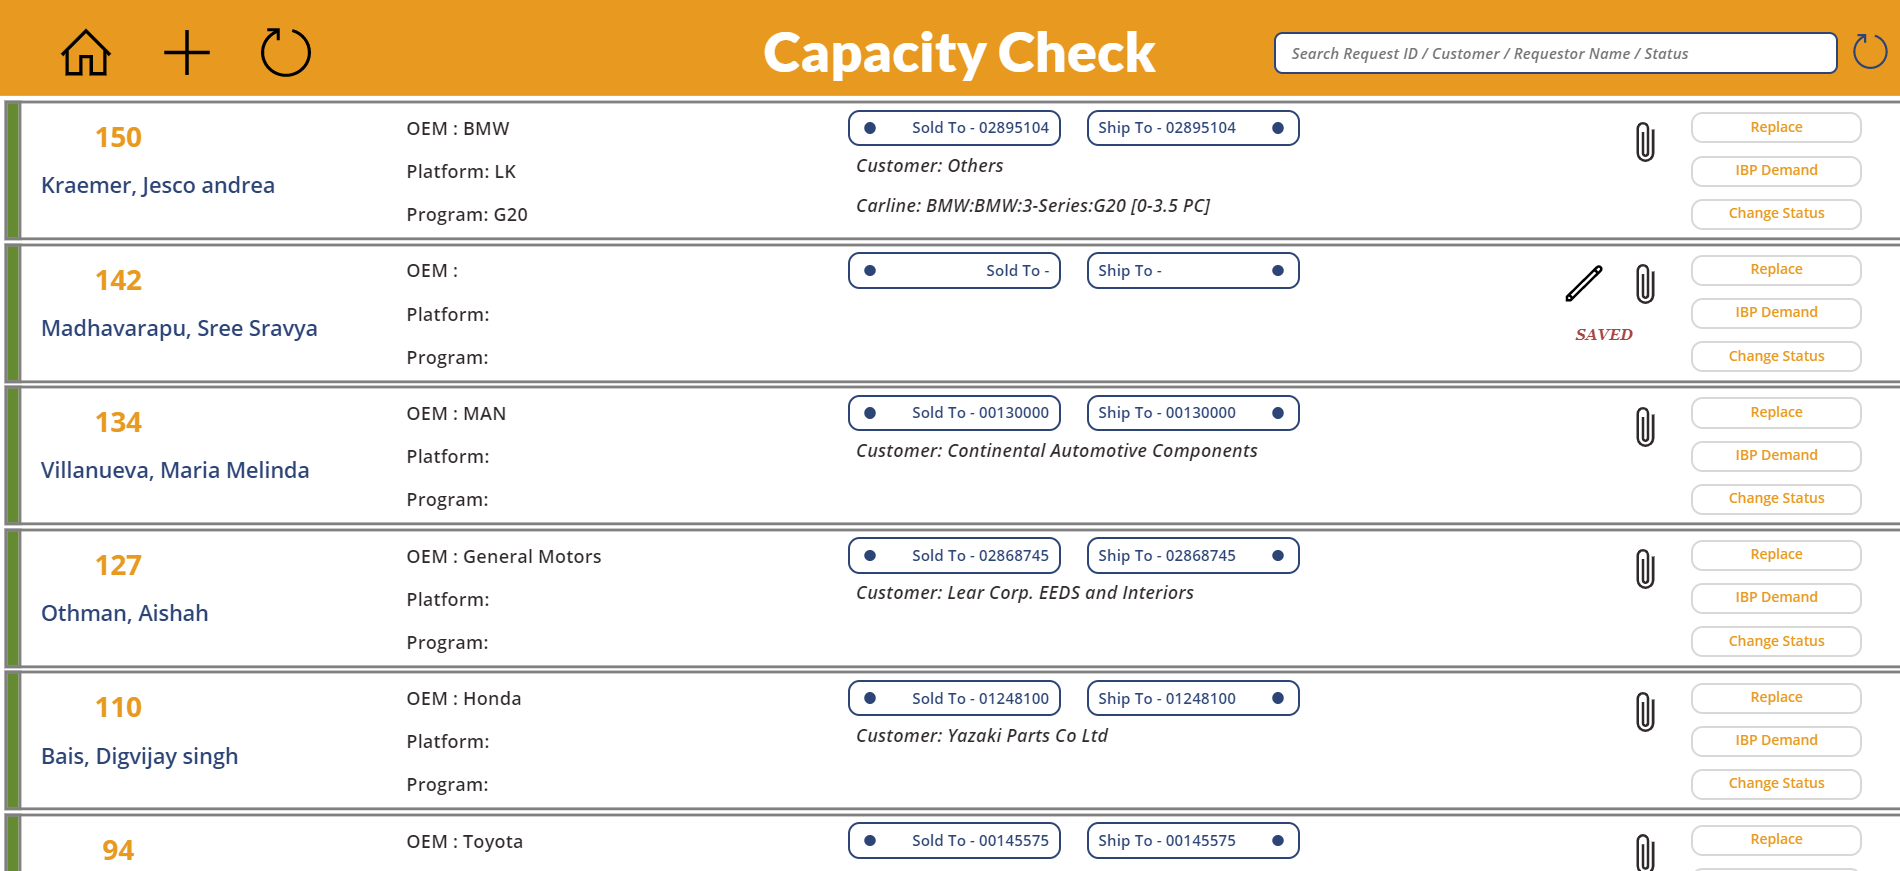 Capacity Check
Search Request ID / Customer / Requestor Name / Status
150
Kraemer, Jesco andrea
OEM : BMW
Platform: LK
Program: G20
Sold To - 02895104
Ship To - 02895104
Customer: Others
Carline: BMW:BMW:3-Series:G20 [0-3.5 PC]
Replace
IBP Demand
Change Status
142
Madhavarapu, Sree Sravya
OEM :
Platform:
Program:
Sold To -
Ship To -
SAVED
Replace
IBP Demand
Change Status
134
Villanueva, Maria Melinda
OEM : MAN
Platform:
Program:
Sold To - 00130000
Ship To - 00130000
Customer: Continental Automotive Components
Replace
IBP Demand
Change Status
127
Othman, Aishah
OEM : General Motors
Platform:
Program:
Sold To - 02868745
Ship To - 02868745
Customer: Lear Corp. EEDS and Interiors
Replace
IBP Demand
Change Status
110
Bais, Digvijay singh
OEM : Honda
Platform:
Program:
Sold To - 01248100
Ship To - 01248100
Customer: Yazaki Parts Co Ltd
Replace
IBP Demand
Change Status
94
OEM : Toyota
Sold To - 00145575
Ship To - 00145575
Replace